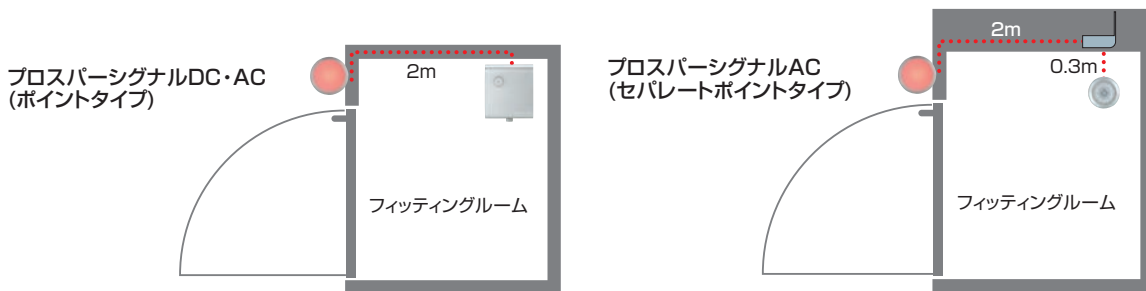 プロスパーシグナルDC・AC
(ポイントタイプ)
2m
フィッティングルーム
プロスパーシグナルAC
(セパレートポイントタイプ)
2m
0.3m
フィッティングルーム